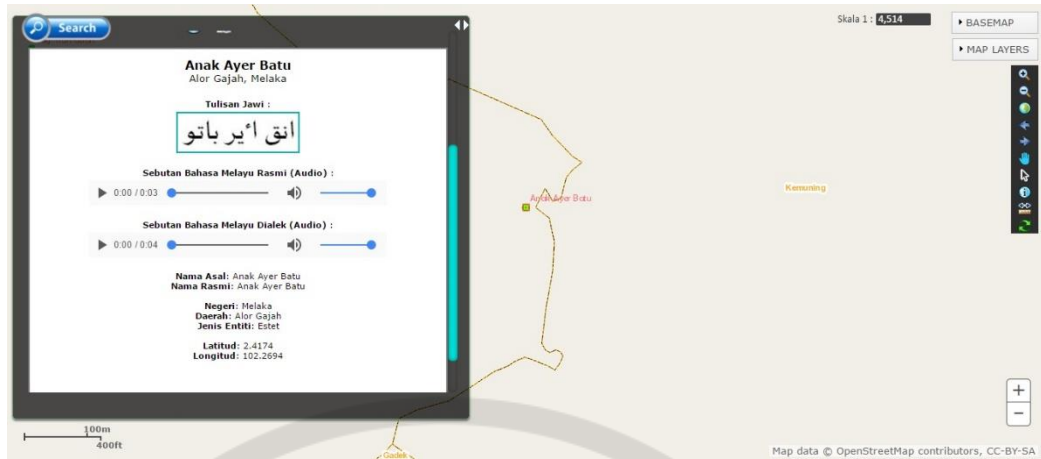 Search
Anak Ayer Batu
Alor Gajah, Melaka
Tulisan Jawi :
انق اٴير باتو
Sebutan Bahasa Melayu Rasmi (Audio) :
0:00 / 0:03
Sebutan Bahasa Melayu Dialek (Audio) :
0:00 / 0:04
Nama Asal: Anak Ayer Batu
Nama Rasmi: Anak Ayer Batu
Negeri: Melaka
Daerah: Alor Gajah
Jenis Entiti: Estet
Latitud: 2.4174
Longitud: 102.2694
Skala 1 : 4,514
BASEMAP
MAP LAYERS
Anak Ayer Batu
Kemuning
Gadek
100m
400ft
+
−
Map data © OpenStreetMap contributors, CC-BY-SA